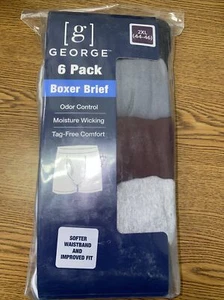 [g]
GEORGE™
2XL
(44-46)
6 Pack
Boxer Brief
Odor Control
Moisture Wicking
Tag-Free Comfort
SOFTER
WAISTBAND
AND
IMPROVED FIT